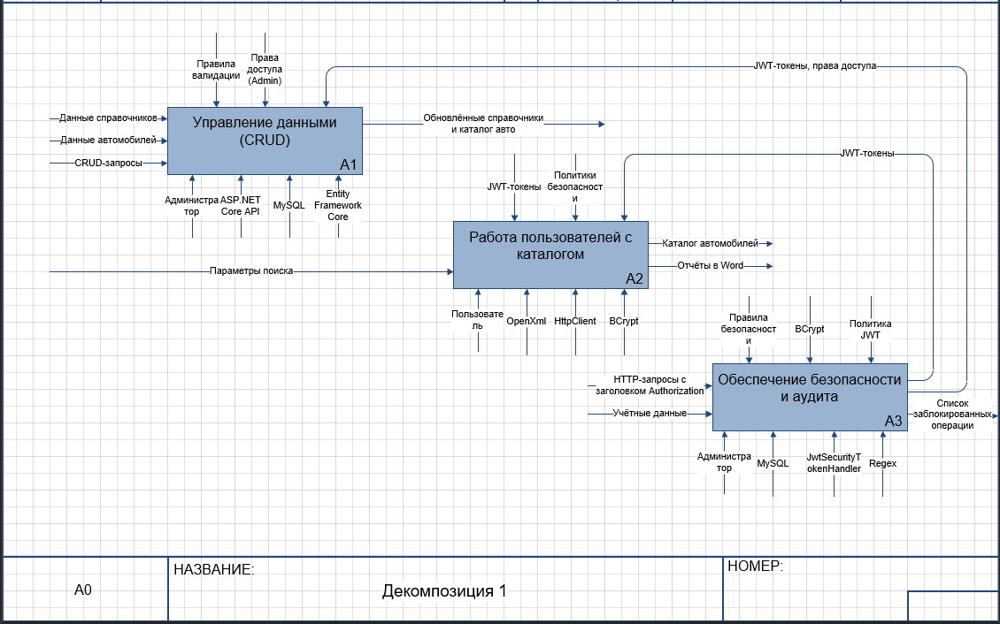 Правила
валидации
Права
доступа
(Admin)
JWT-токены, права доступа
Данные справочников
Данные автомобилей
CRUD-запросы
Управление данными
(CRUD)
A1
Обновлённые справочники
и каталог авто
Администра
тор
ASP.NET
Core API
MySQL
Entity
Framework
Core
JWT-токены
Политики
безопасност
и
JWT-токены
Параметры поиска
Работа пользователей с
каталогом
A2
Каталог автомобилей
Отчёты в Word
Пользовате
ль
OpenXml
HttpClient
BCrypt
Правила
безопасност
и
BCrypt
Политика
JWT
HTTP-запросы с
заголовком Authorization
Учётные данные
Обеспечение безопасности
и аудита
A3
Список
заблокированных
операции
Администра
тор
MySQL
JwtSecurityT
okenHandler
Regex
A0
НАЗВАНИЕ:
Декомпозиция 1
НОМЕР: